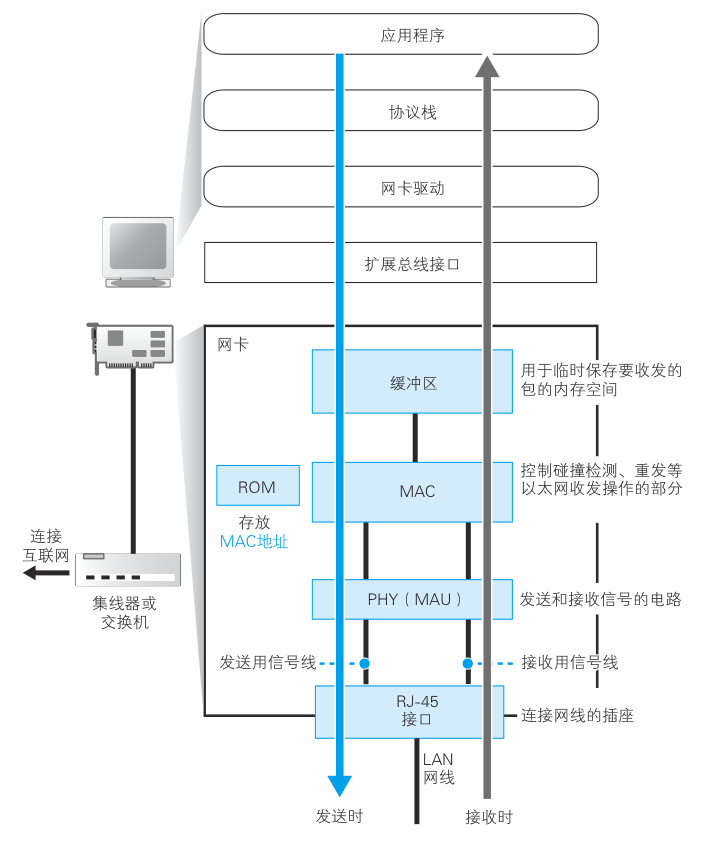 应用程序
协议栈
网卡驱动
扩展总线接口
网卡
缓冲区
用于临时保存要收发的
包的内存空间
ROM
存放
MAC地址
MAC
控制碰撞检测、重发等
以太网收发操作的部分
连接
互联网
集线器或
交换机
PHY（MAU）
发送和接收信号的电路
发送用信号线
接收用信号线
RJ-45
接口
连接网线的插座
LAN
网线
发送时
接收时